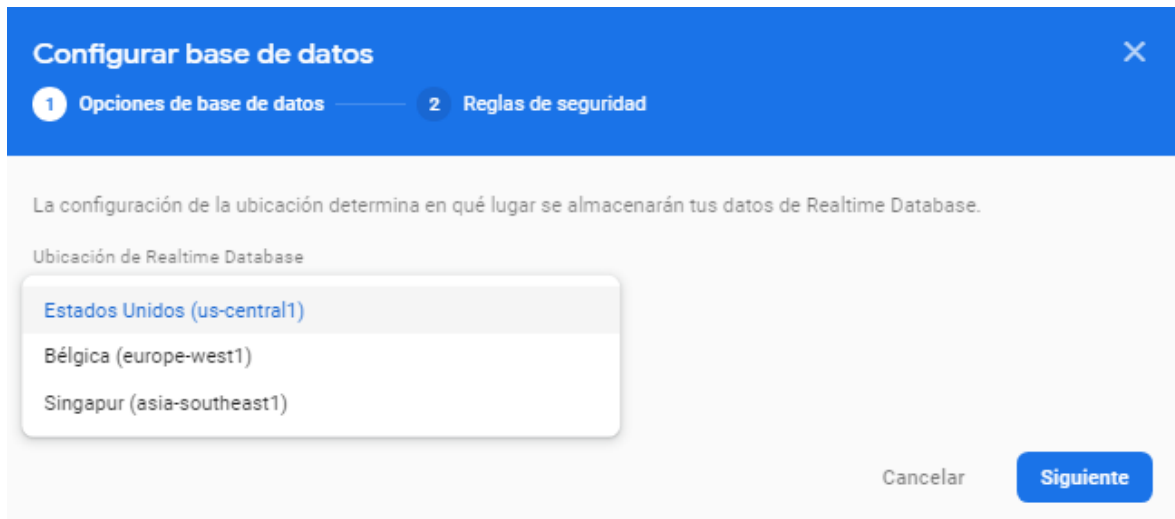 Configurar base de datos
1 Opciones de base de datos 2 Reglas de seguridad
La configuración de la ubicación determina en qué lugar se almacenarán tus datos de Realtime Database.
Ubicación de Realtime Database
Estados Unidos (us-central1)
Bélgica (europe-west1)
Singapur (asia-southeast1)
Cancelar Siguiente